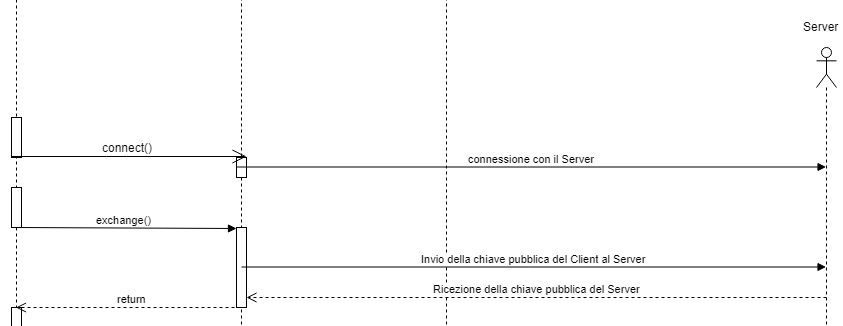 Server
connect()
connessione con il Server
exchange()
Invio della chiave pubblica del Client al Server
Ricezione della chiave pubblica del Server
return